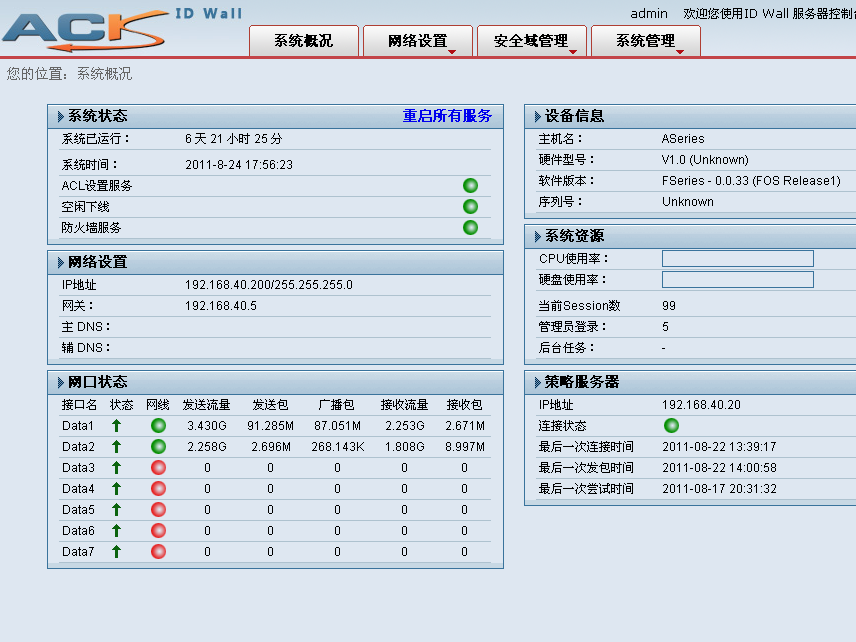 ACK ID Wall
admin 欢迎您使用ID Wall 服务器控制
系统概况 网络设置 安全域管理 系统管理
您的位置：系统概况
系统状态 重启所有服务
系统已运行： 6 天 21 小时 25 分
系统时间： 2011-8-24 17:56:23
ACL设置服务
空闲下线
防火墙服务
网络设置
IP地址 192.168.40.200/255.255.255.0
网关： 192.168.40.5
主 DNS：
辅 DNS：
网口状态
接口名 状态 网线 发送流量 发送包 广播包 接收流量 接收包
Data1 3.430G 91.285M 87.051M 2.253G 2.671M
Data2 2.258G 2.696M 268.143K 1.808G 8.997M
Data3 0 0 0 0 0
Data4 0 0 0 0 0
Data5 0 0 0 0 0
Data6 0 0 0 0 0
Data7 0 0 0 0 0
设备信息
主机名： ASeries
硬件型号： V1.0 (Unknown)
软件版本： FSeries - 0.0.33 (FOS Release1)
序列号： Unknown
系统资源
CPU使用率：
硬盘使用率：
当前Session数 99
管理员登录： 5
后台任务： -
策略服务器
IP地址 192.168.40.20
连接状态
最后一次连接时间 2011-08-22 13:39:17
最后一次发包时间 2011-08-22 14:00:58
最后一次尝试时间 2011-08-17 20:31:32